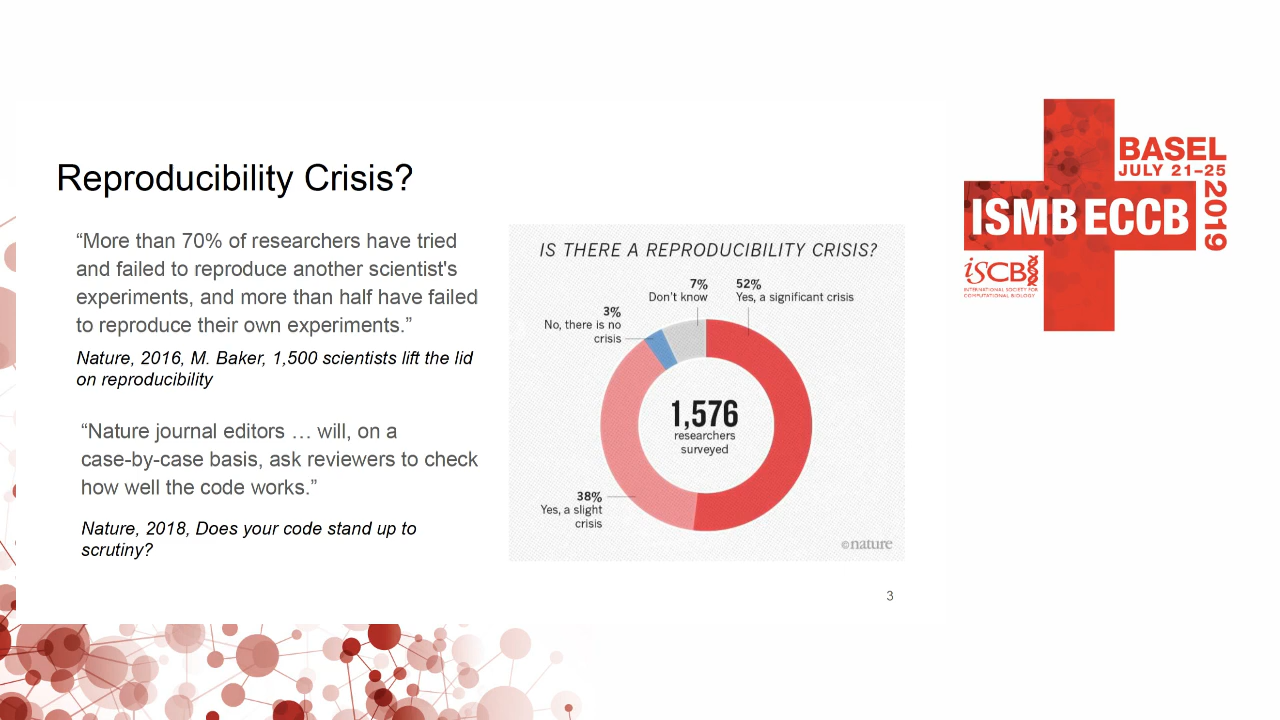 Reproducibility Crisis?
“More than 70% of researchers have tried
and failed to reproduce another scientist's
experiments, and more than half have failed
to reproduce their own experiments.”
Nature, 2016, M. Baker, 1,500 scientists lift the lid
on reproducibility
“Nature journal editors … will, on a
case-by-case basis, ask reviewers to check
how well the code works.”
Nature, 2018, Does your code stand up to
scrutiny?
IS THERE A REPRODUCIBILITY CRISIS?
7%
Don't know
52%
Yes, a significant crisis
3%
No, there is no
crisis
1,576
researchers
surveyed
38%
Yes, a slight
crisis
©nature
3
BASEL
JULY 21–25
2019
ISMB ECCB
iSCB
INTERNATIONAL SOCIETY FOR
COMPUTATIONAL BIOLOGY